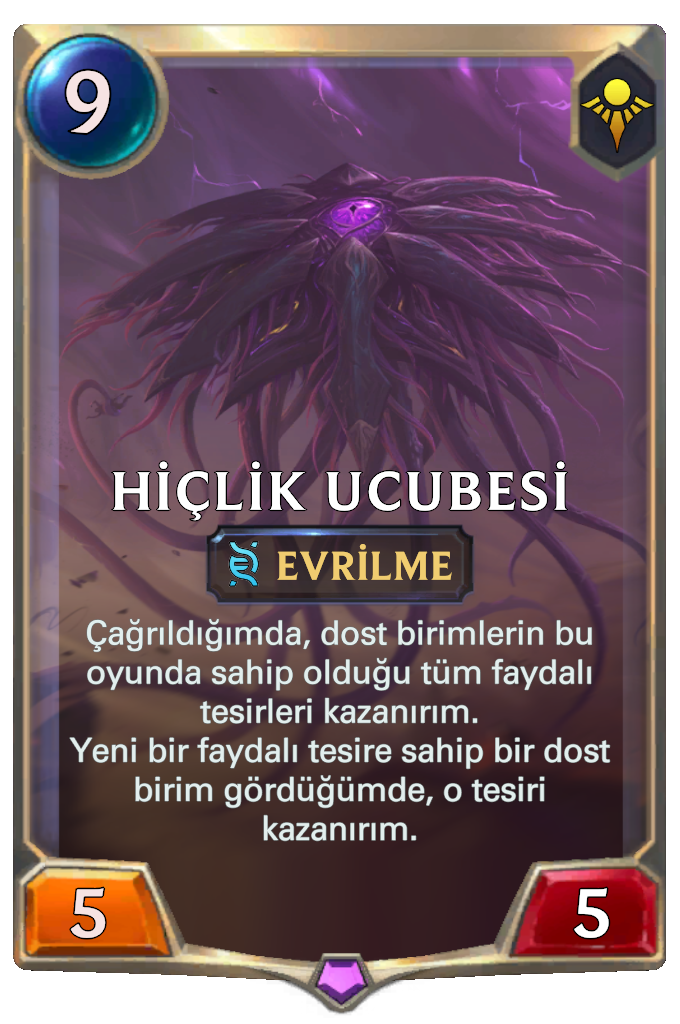 9
HİÇLİK UCUBESİ
EVRİLME
Çağrıldığımda, dost birimlerin bu
oyunda sahip olduğu tüm faydalı
tesirleri kazanırım.
Yeni bir faydalı tesire sahip bir dost
birim gördüğümde, o tesiri
kazanırım.
5
5